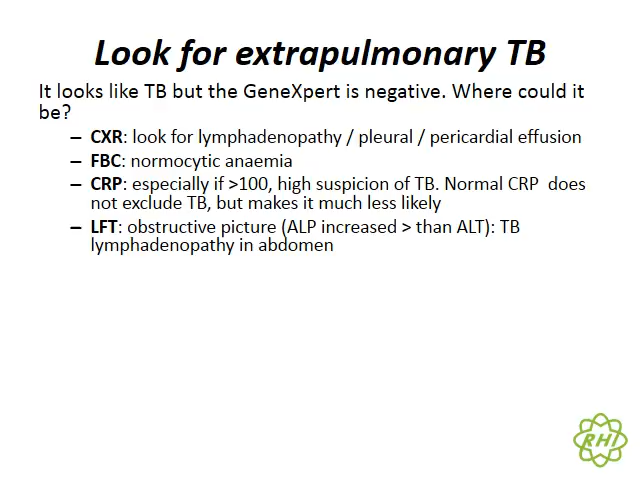 Look for extrapulmonary TB
It looks like TB but the GeneXpert is negative. Where could it
be?
– CXR: look for lymphadenopathy / pleural / pericardial effusion
– FBC: normocytic anaemia
– CRP: especially if >100, high suspicion of TB. Normal CRP does
not exclude TB, but makes it much less likely
– LFT: obstructive picture (ALP increased > than ALT): TB
lymphadenopathy in abdomen
RHI